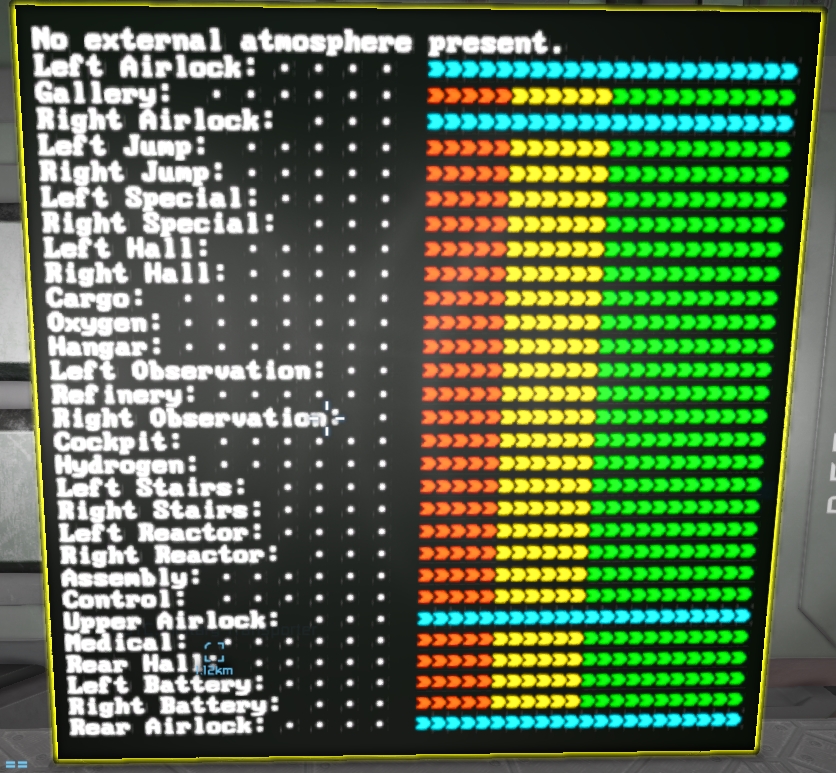 No external atmosphere present.
Left Airlock: . . . .
Gallery: . . . . . .
Right Airlock: . . .
Left Jump: . . . . .
Right Jump: . . . . .
Left Special: . . . .
Right Special: . . .
Left Hall: . . . . .
Right Hall: . . . . .
Cargo: . . . . . . .
Oxygen: . . . . . . .
Hangar: . . . . . . .
Left Observation: . .
Refinery: . . . . . .
Right Observation: .
Cockpit: . . . . . .
Hydrogen: . . . . . .
Left Stairs: . . . .
Right Stairs: . . . .
Left Reactor: . . . .
Right Reactor: . . .
Assembly: . . . . . .
Control: . . . . . .
Upper Airlock: . . .
Medical: . . . . . .
Rear Hall: . . . . .
Left Battery: . . . .
Right Battery: . . .
Rear Airlock: . . . .